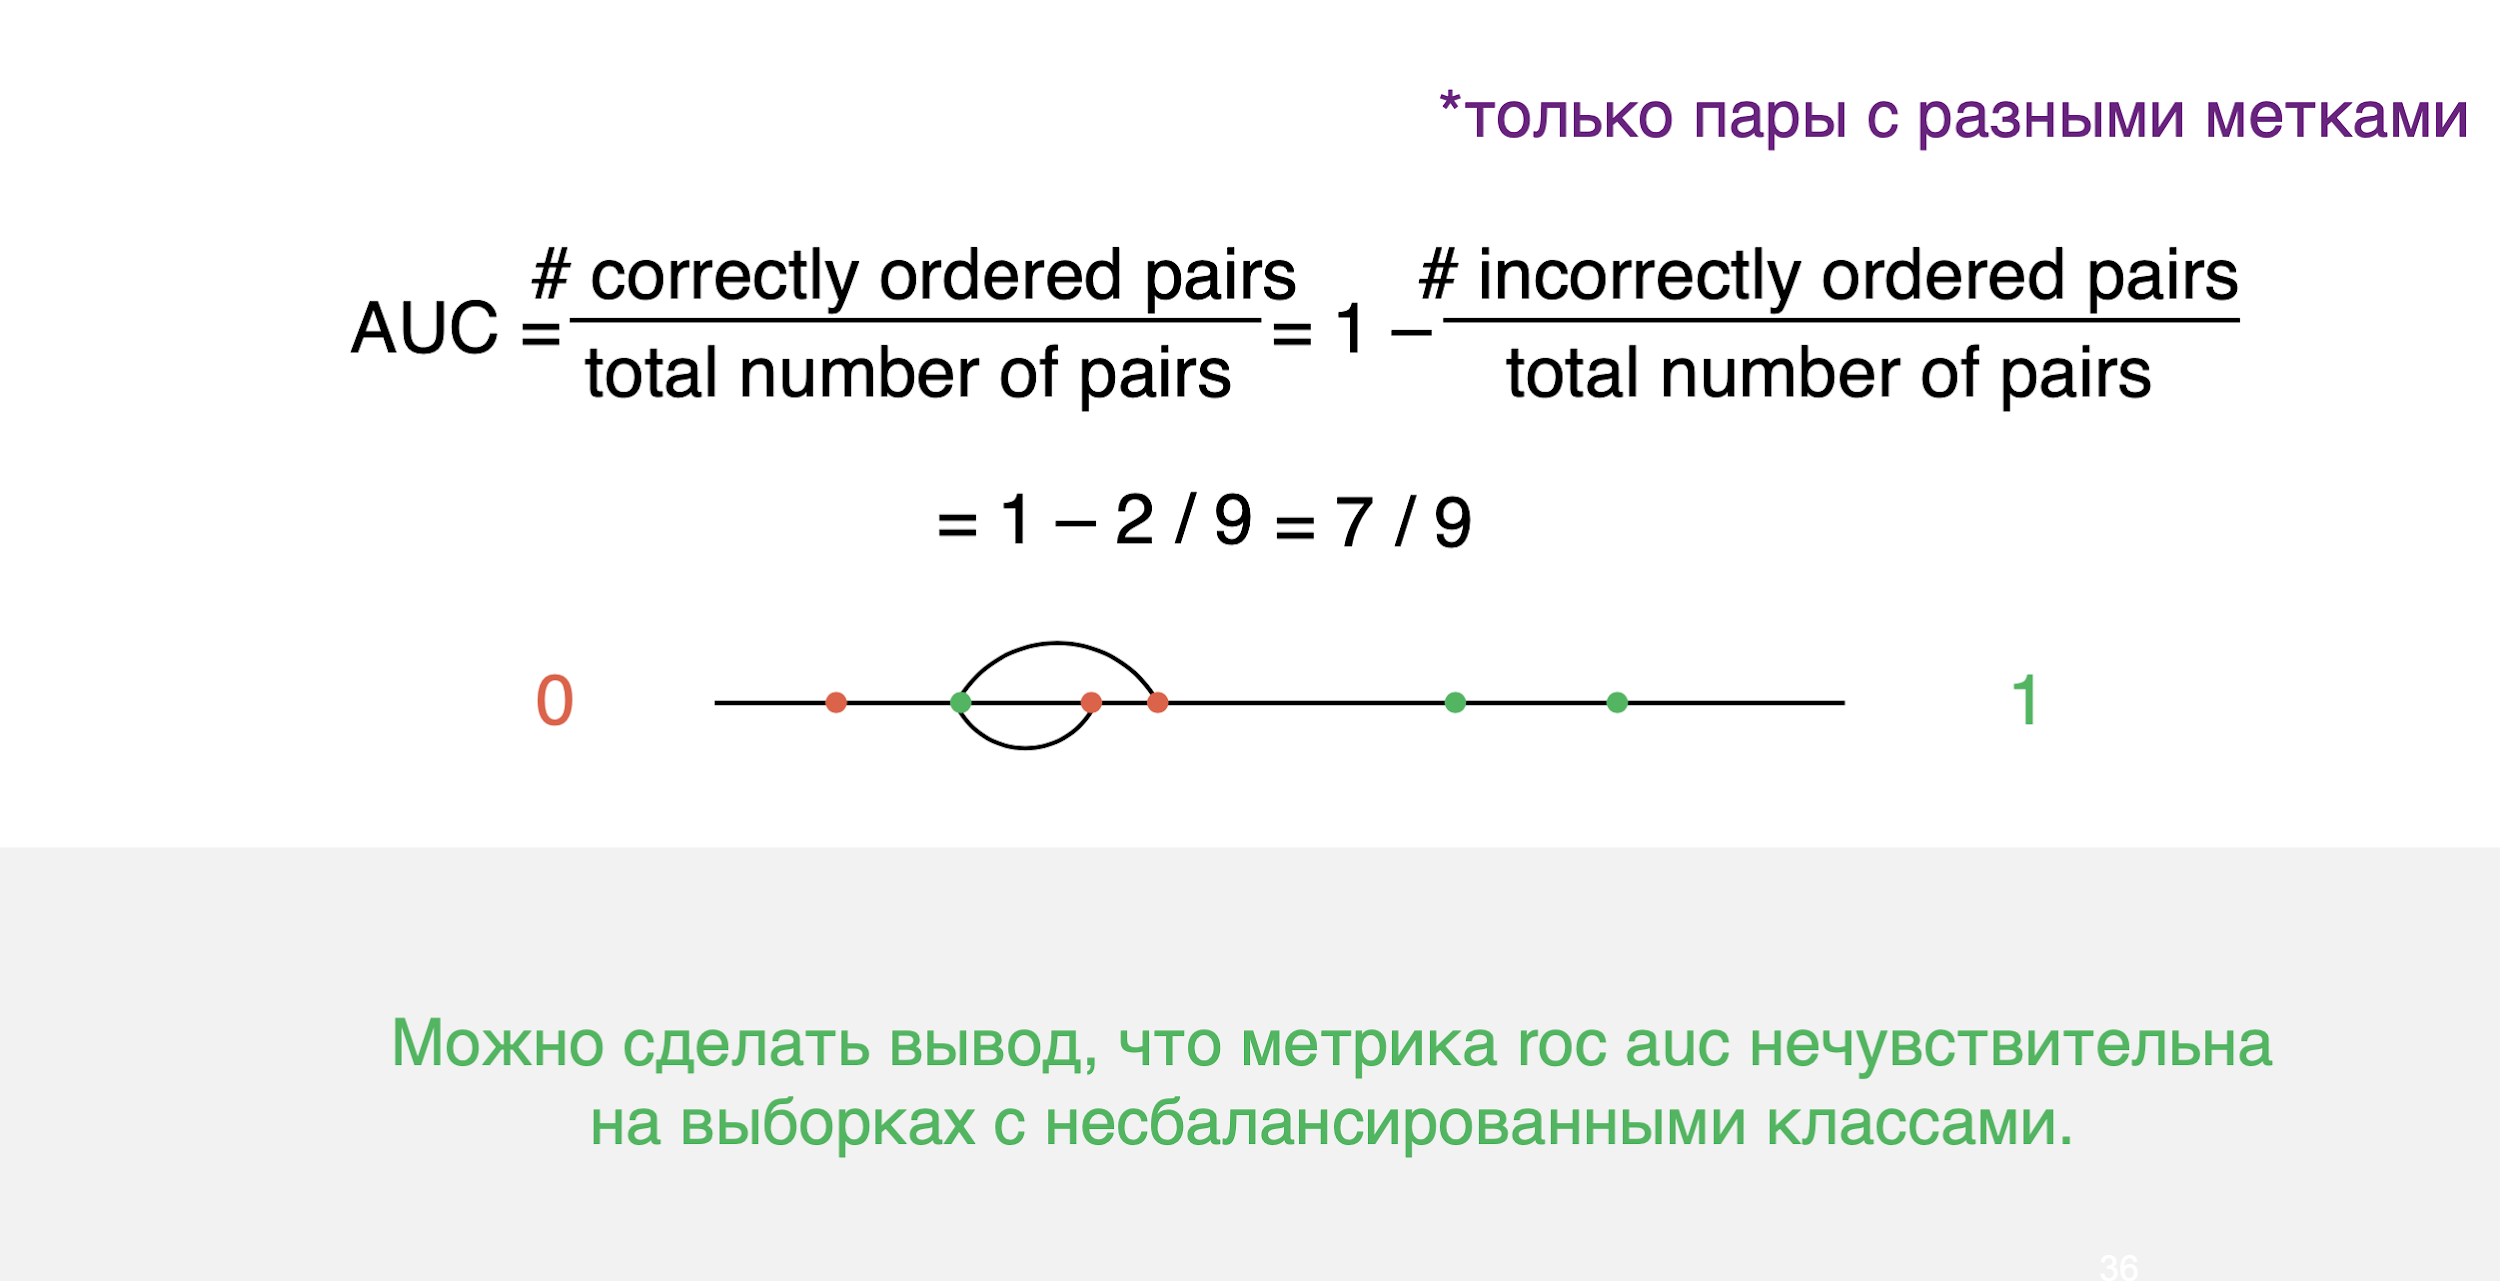 *только пары с разными метками
AUC = # correctly ordered pairs / total number of pairs = 1 – # incorrectly ordered pairs / total number of pairs
= 1 – 2 / 9 = 7 / 9
0 1
Можно сделать вывод, что метрика roc auc нечувствительна
на выборках с несбалансированными классами.
36